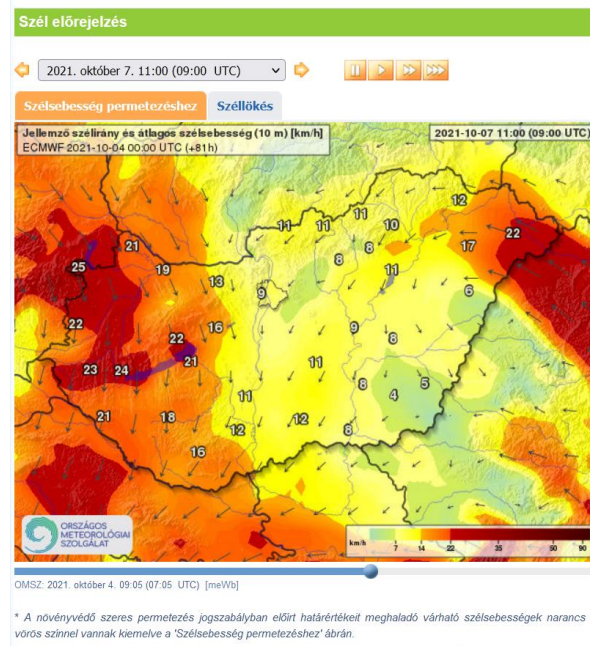 Szél előrejelzés
2021. október 7. 11:00 (09:00 UTC)
Szélsebesség permetezéshez Széllökés
Jellemző szélirány és átlagos szélsebesség (10 m) [km/h]
ECMWF 2021-10-04 00:00 UTC (+81h)
2021-10-07 11:00 (09:00 UTC)
12
11
11 11 10
22
21 8 17
25 19 8 11
13 9 6
22 16 9
22 8
23 24 21 11
8 5
11 4
21 18 12 12 8
16
ORSZÁGOS
METEOROLÓGIAI
SZOLGÁLAT
km/h 7 14 22 35 50 90
OMSZ: 2021. október 4. 09:05 (07:05 UTC) [meWb]
* A növényvédő szeres permetezés jogszabályban előirt határértékeit meghaladó várható szélsebességek narancs
vörös színnel vannak kiemelve a 'Szélsebesség permetezéshez' ábrán.